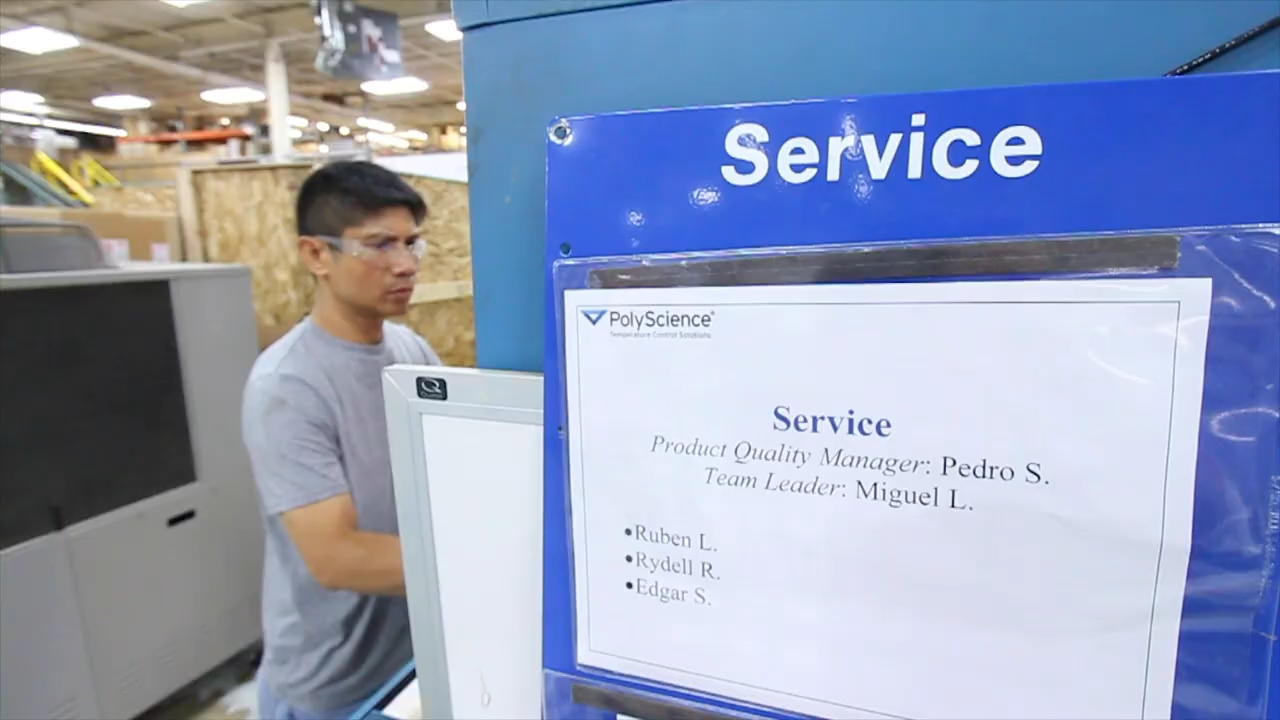 Service
PolyScience®
Temperature Control Solutions
Service
Product Quality Manager: Pedro S.
Team Leader: Miguel L.
•Ruben L.
•Rydell R.
•Edgar S.